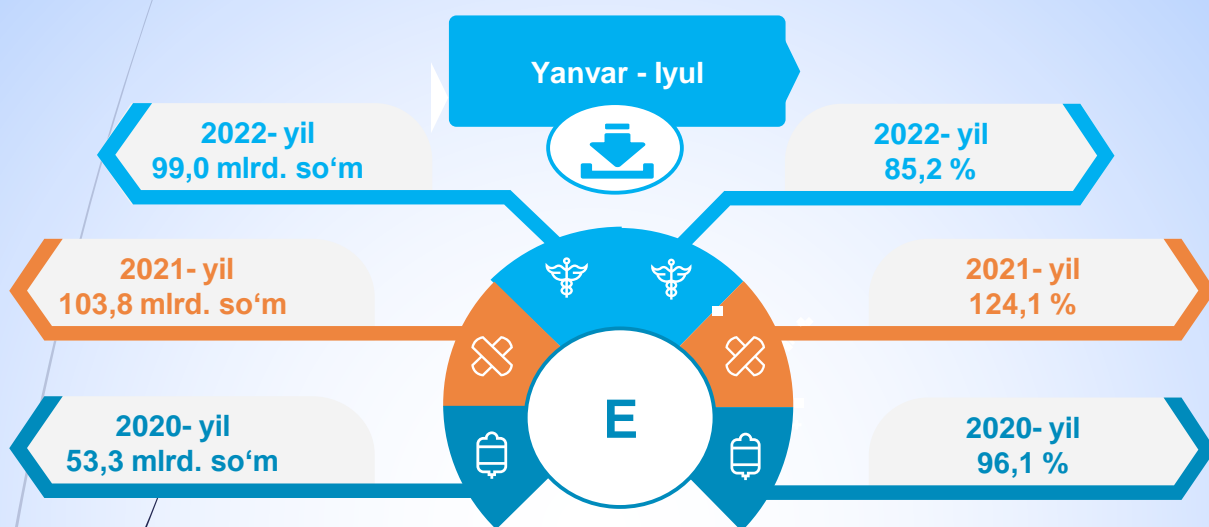 Yanvar - Iyul
2022- yil
99,0 mlrd. so‘m
2022- yil
85,2 %
2021- yil
103,8 mlrd. so‘m
2021- yil
124,1 %
E
2020- yil
53,3 mlrd. so‘m
2020- yil
96,1 %